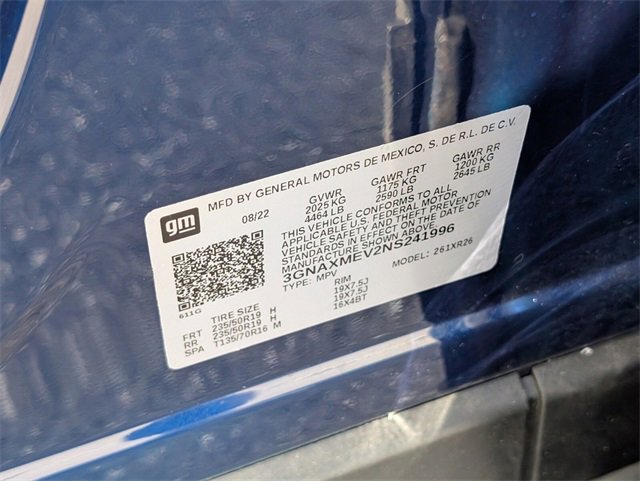 MFD BY GENERAL MOTORS DE MEXICO, S. DE R.L. DE C.V.
gm
08/22
GVWR GAWR FRT GAWR RR
2025 KG 1175 KG 1200 KG
4464 LB 2590 LB 2645 LB
THIS VEHICLE CONFORMS TO ALL
APPLICABLE U.S. FEDERAL MOTOR
VEHICLE SAFETY AND THEFT PREVENTION
STANDARDS IN EFFECT ON THE DATE OF
MANUFACTURE SHOWN ABOVE.
3GNAXMEV2NS241996
TYPE: MPV MODEL: 261XR26
611G
TIRE SIZE RIM
FRT 235/50R19 H 19X7.5J
RR 235/50R19 H 19X7.5J
SPA T135/70R16 M 16X4BT